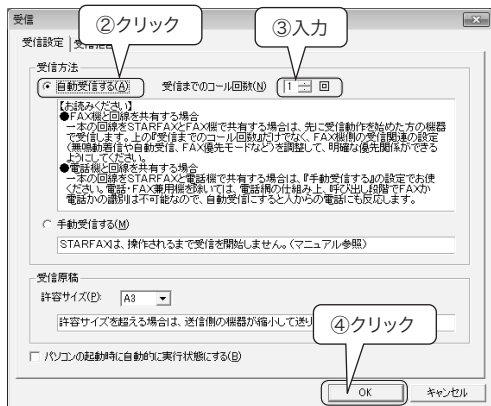 受信
②クリック
③入力
受信設定
受信方法
自動受信する(A)
受信までのコール回数(N)
1
回
【お読みください】
●FAX機と回線を共有する場合
一本の回線をSTARFAXとFAX機で共有する場合は、先に受信動作を始めた方の機器
で受信します。上の『受信までのコール回数』だけでなく、FAX機側の受信関連の設定
(無鳴動着信や自動受信、FAX優先モードなど)を調整して、明確な優先関係ができる
ようにしてください。
●電話機と回線を共有する場合
一本の回線をSTARFAXと電話機で共有する場合は、『手動受信する』の設定でお使
ください。電話・FAX兼用機を除いては、電話網の仕組み上、呼び出し段階でFAXか
電話かの識別は不可能なので、自動受信にすると人からの電話にも反応します。
手動受信する(M)
STARFAXは、操作されるまで受信を開始しません。(マニュアル参照)
受信原稿
許容サイズ(P):
A3
許容サイズを超える場合は、送信側の機器が縮小して送り
④クリック
パソコンの起動時に自動的に実行状態にする(B)
OK
キャンセル